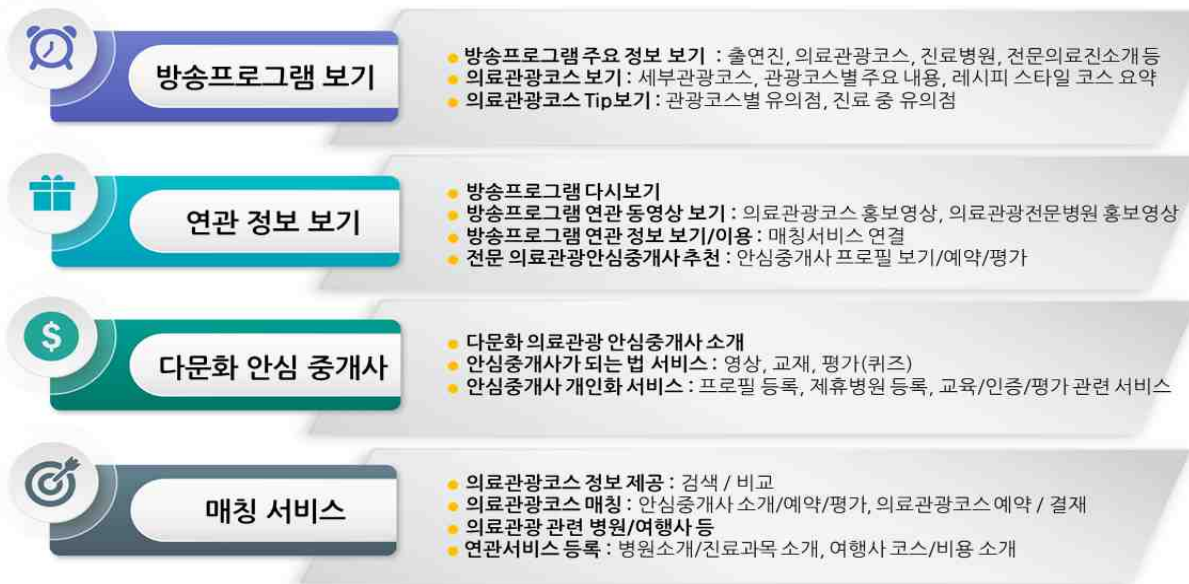 방송프로그램 보기
방송프로그램 주요 정보 보기 : 출연진, 의료관광코스, 진료병원, 전문의료진소개 등
의료관광코스 보기 : 세부관광코스, 관광코스별 주요 내용, 레시피 스타일 코스 요약
의료관광코스 Tip보기 : 관광코스별 유의점, 진료 중 유의점
연관 정보 보기
방송프로그램 다시보기
방송프로그램 연관 동영상 보기 : 의료관광코스 홍보영상, 의료관광전문병원 홍보영상
방송프로그램 연관 정보 보기/이용 : 매칭서비스 연결
전문 의료관광안심중개사 추천 : 안심중개사 프로필 보기/예약/평가
$
다문화 안심 중개사
다문화 의료관광 안심중개사 소개
안심중개사가 되는 법 서비스 : 영상, 교재, 평가(퀴즈)
안심중개사 개인화 서비스 : 프로필 등록, 제휴병원 등록, 교육/인증/평가 관련 서비스
매칭 서비스
의료관광코스 정보 제공 : 검색 / 비교
의료관광코스 매칭 : 안심중개사 소개/예약/평가, 의료관광코스 예약 / 결재
의료관광 관련 병원/여행사 등
연관서비스 등록 : 병원소개/진료과목 소개, 여행사 코스/비용 소개